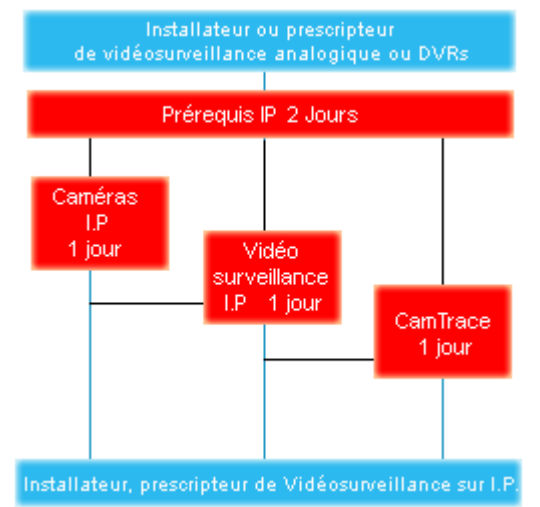 Installateur ou prescripteur
de vidéosurveillance analogique ou DVRs
Prérequis IP 2 Jours
Caméras
I.P
1 jour
Vidéo
surveillance
I.P 1 jour
CamTrace
1 jour
Installateur, prescripteur de Vidéosurveillance sur I.P.